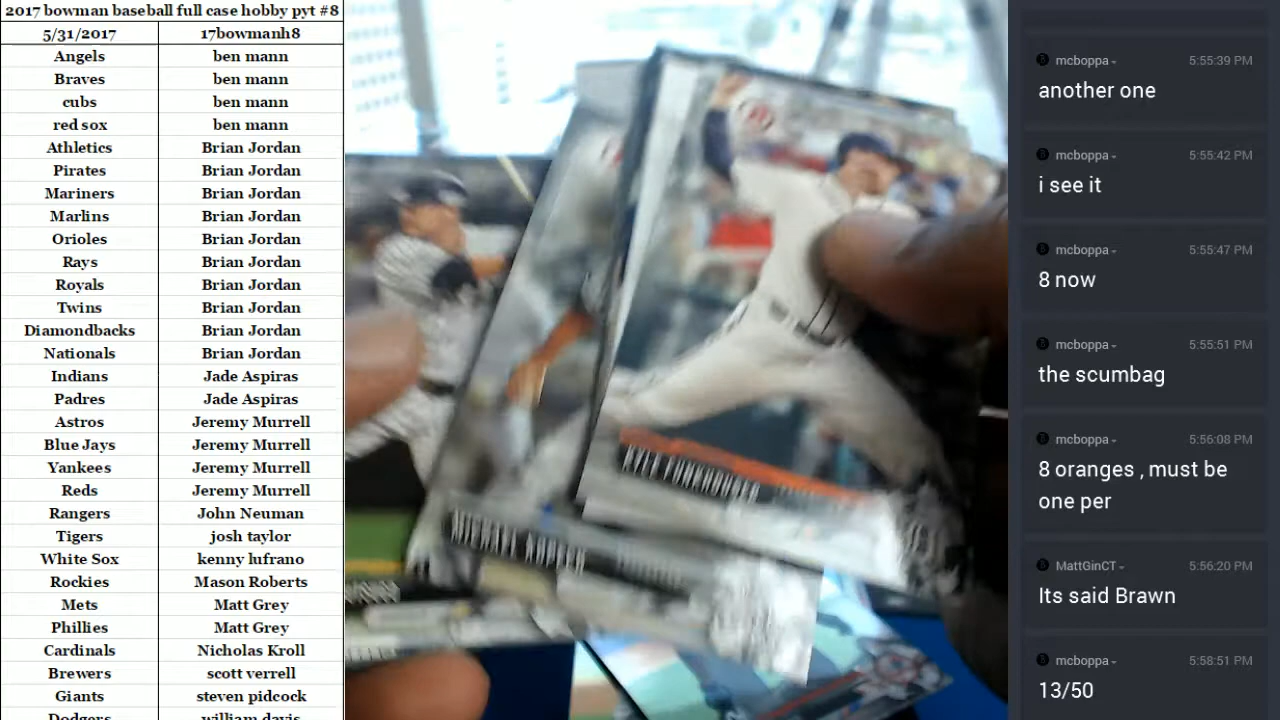 2017 bowman baseball full case hobby pyt #8
5/31/2017 17bowmanh8
Angels ben mann
Braves ben mann
cubs ben mann
red sox ben mann
Athletics Brian Jordan
Pirates Brian Jordan
Mariners Brian Jordan
Marlins Brian Jordan
Orioles Brian Jordan
Rays Brian Jordan
Royals Brian Jordan
Twins Brian Jordan
Diamondbacks Brian Jordan
Nationals Brian Jordan
Indians Jade Aspiras
Padres Jade Aspiras
Astros Jeremy Murrell
Blue Jays Jeremy Murrell
Yankees Jeremy Murrell
Reds Jeremy Murrell
Rangers John Neuman
Tigers josh taylor
White Sox kenny lufrano
Rockies Mason Roberts
Mets Matt Grey
Phillies Matt Grey
Cardinals Nicholas Kroll
Brewers scott verrell
Giants steven pidcock
Dodgers william davis
mcboppa 5:55:39 PM
another one
mcboppa 5:55:42 PM
i see it
mcboppa 5:55:47 PM
8 now
mcboppa 5:55:51 PM
the scumbag
mcboppa 5:56:08 PM
8 oranges , must be
one per
MattGinCT 5:56:20 PM
Its said Brawn
mcboppa 5:58:51 PM
13/50